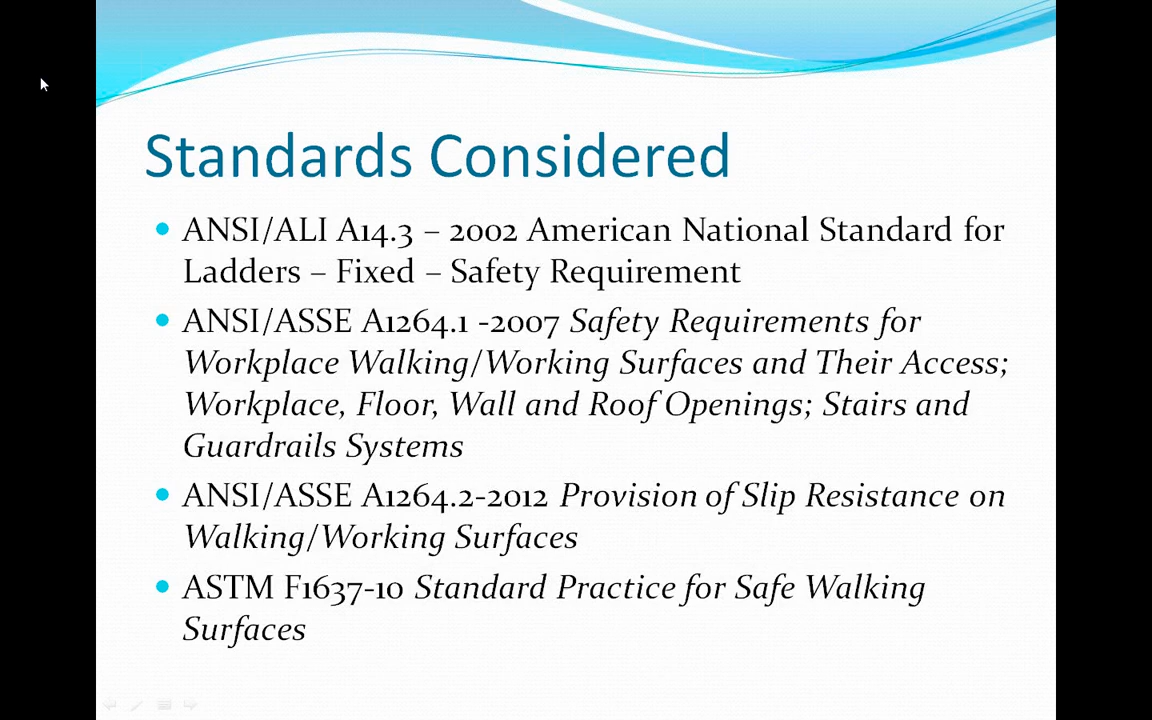 Standards Considered
ANSI/ALI A14.3 – 2002 American National Standard for
Ladders – Fixed – Safety Requirement
ANSI/ASSE A1264.1 -2007 Safety Requirements for
Workplace Walking/Working Surfaces and Their Access;
Workplace, Floor, Wall and Roof Openings; Stairs and
Guardrails Systems
ANSI/ASSE A1264.2-2012 Provision of Slip Resistance on
Walking/Working Surfaces
ASTM F1637-10 Standard Practice for Safe Walking
Surfaces